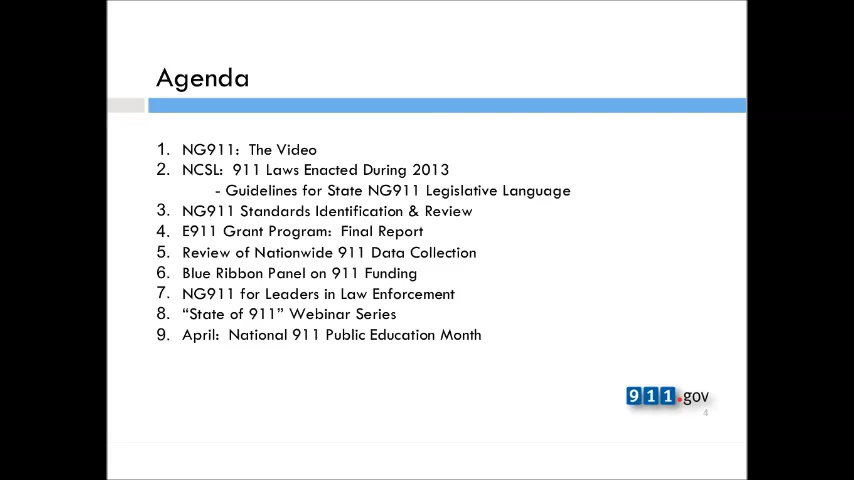 Agenda
1. NG911: The Video
2. NCSL: 911 Laws Enacted During 2013
- Guidelines for State NG911 Legislative Language
3. NG911 Standards Identification & Review
4. E911 Grant Program: Final Report
5. Review of Nationwide 911 Data Collection
6. Blue Ribbon Panel on 911 Funding
7. NG911 for Leaders in Law Enforcement
8. “State of 911” Webinar Series
9. April: National 911 Public Education Month
911.gov
4